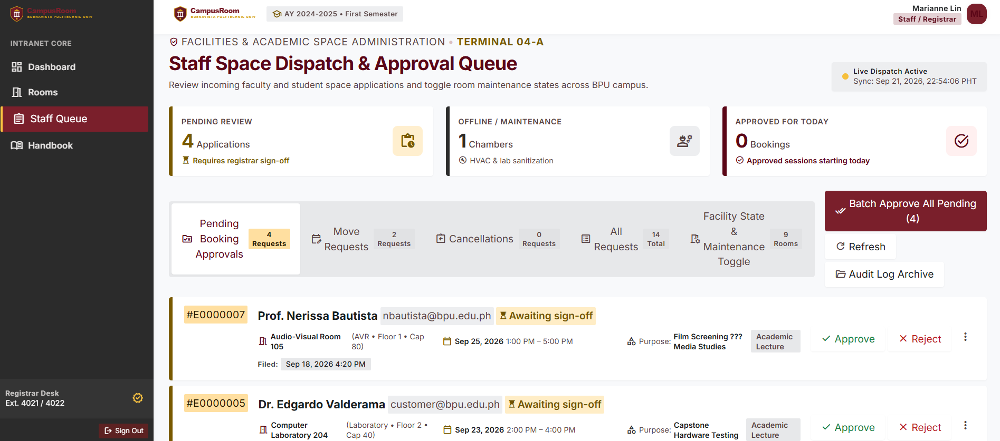 CampusRoom
BUENAVISTA POLYTECHNIC UNIV
INTRANET CORE
Dashboard
Rooms
Staff Queue
Handbook
Registrar Desk
Ext. 4021 / 4022
Sign Out
CampusRoom
BUENAVISTA POLYTECHNIC UNIV
AY 2024-2025 • First Semester
Marianne Lin
Staff / Registrar
ML
FACILITIES & ACADEMIC SPACE ADMINISTRATION • TERMINAL 04-A
Staff Space Dispatch & Approval Queue
Review incoming faculty and student space applications and toggle room maintenance states across BPU campus.
Live Dispatch Active
Sync: Sep 21, 2026, 22:54:06 PHT
PENDING REVIEW
4 Applications
Requires registrar sign-off
OFFLINE / MAINTENANCE
1 Chambers
HVAC & lab sanitization
APPROVED FOR TODAY
0 Bookings
Approved sessions starting today
Pending
Booking
Approvals
4
Requests
Move
Requests
2
Requests
Cancellations
0
Requests
All
Requests
14
Total
Facility State
&
Maintenance
Toggle
9
Rooms
Batch Approve All Pending
(4)
Refresh
Audit Log Archive
#E0000007
Prof. Nerissa Bautista nbautista@bpu.edu.ph Awaiting sign-off
Audio-Visual Room
105
(AVR • Floor 1 • Cap
80)
Sep 25, 2026 1:00 PM – 5:00 PM
Purpose:
Film Screening ???
Media Studies
Academic
Lecture
Approve
Reject
Filed: Sep 18, 2026 4:20 PM
#E0000005
Dr. Edgardo Valderama customer@bpu.edu.ph Awaiting sign-off
Computer
Laboratory 204
(Laboratory • Floor 2 •
Cap 40)
Sep 23, 2026 2:00 PM – 4:00 PM
Purpose:
Capstone
Hardware Testing
Academic
Lecture
Approve
Reject